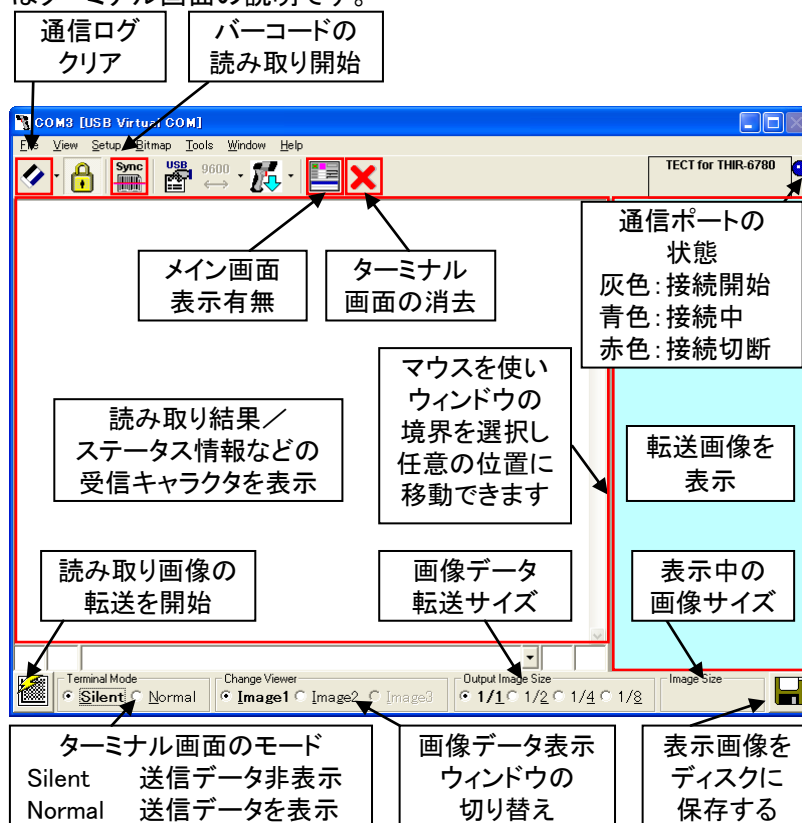 はターミナル画面の説明です。
通信ログ
クリア
バーコードの
読み取り開始
COM3 [USB Virtual COM]
File View Setup Bitmap Tools Window Help
Sync
USB
9600
TECT for THIR-6780
メイン画面
表示有無
ターミナル
画面の消去
通信ポートの
状態
灰色:接続開始
青色:接続中
赤色:接続切断
マウスを使い
ウィンドウの
境界を選択し
任意の位置に
移動できます
読み取り結果/
ステータス情報などの
受信キャラクタを表示
転送画像を
表示
読み取り画像の
転送を開始
画像データ
転送サイズ
表示中の
画像サイズ
Terminal Mode
Silent Normal
Change Viewer
Image1 Image2 Image3
Output Image Size
1/1 1/2 1/4 1/8
Image Size
ターミナル画面のモード
Silent 送信データ非表示
Normal 送信データを表示
画像データ表示
ウィンドウの
切り替え
表示画像を
ディスクに
保存する